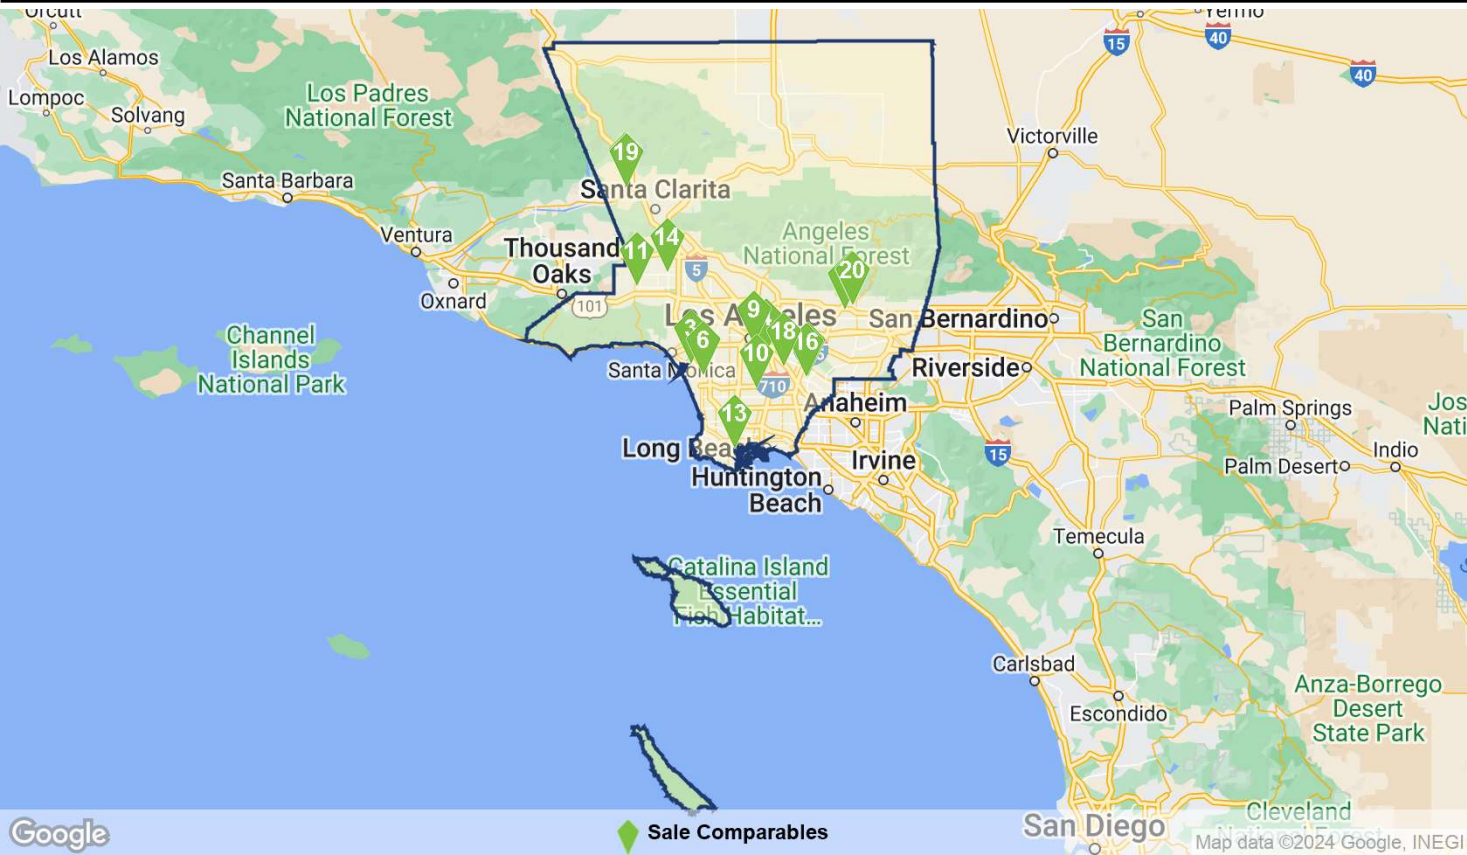 Orcutt
Yermo
Los Alamos
15
40
40
Lompoc
Solvang
Los Padres
National Forest
Victorville
19
Santa Barbara
Santa Clarita
Ventura
Thousand
Oaks
11
14
Angeles
National Forest
5
20
Oxnard
101
Los Angeles
9
San Bernardino
San
Bernardino
National Forest
Channel
Islands
National Park
3
6
18
16
10
Santa Monica
710
Riverside
Anaheim
13
Palm Springs
Long Beach
Irvine
15
Indio
Palm Desert
Huntington
Beach
Temecula
Catalina Island
Essential
Fish Habitat...
Carlsbad
Escondido
Anza-Borrego
Desert
State Park
San Diego
Cleveland
National Forest
Google
Sale Comparables
Map data ©2024 Google, INEGI